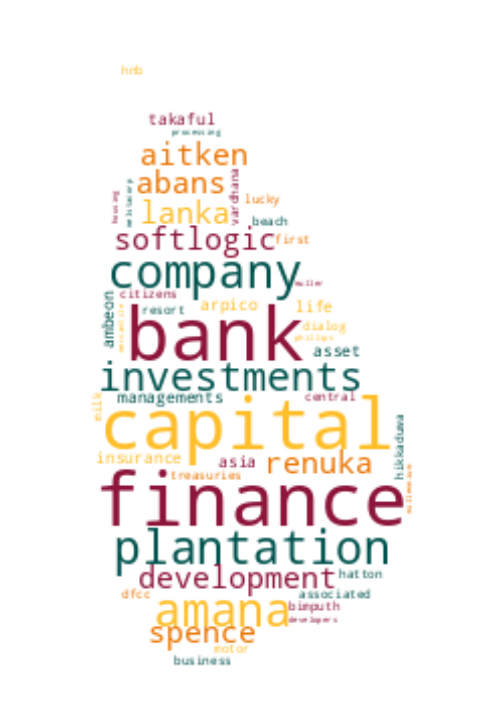 hnb
takaful
processing
aitken
abans
vardhana
housing
lucky
lanka
beach
softlogic
first
company
muller
citizens
ambeon
resort
arpico
life
mercantile
bank
dialog
phillips
asset
investments
managements
central
milk
capital
hikkaduwa
insurance
asia
renuka
treasuries
millennium
finance
plantation
development
hatton
dfcc
associated
amana
bimputh
developers
spence
motor
business